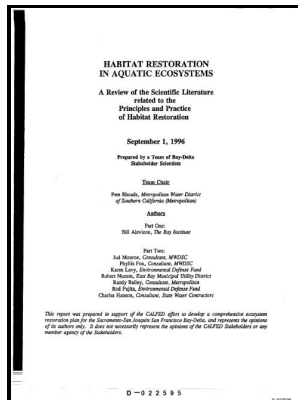 HABITAT RESTORATION
IN AQUATIC ECOSYSTEMS
A Review of the Scientific Literature
related to the
Principles and Practice
of Habitat Restoration
September 1, 1996
Prepared by a Team of Bay-Delta
Stakeholder Scientists
Team Chair
Pete Rhoads, Metropolitan Water District
of Southern California (Metropolitan)
Authors
Part One:
Bill Alevizon, The Bay Institute
Part Two:
Jud Monroe, Consultant, MWDSC
Phyllis Fox, Consultant, MWDSC
Karen Levy, Environmental Defense Fund
Robert Nuzum, East Bay Municipal Utility District
Randy Bailey, Consultant, Metropolitan
Rod Fujita, Environmental Defense Fund
Charles Hanson, Consultant, State Water Contractors
This report was prepared in support of the CALFED effort to develop a comprehensive ecosystem
restoration plan for the Sacramento-San Joaquin San Francisco Bay-Delta, and represents the opinions
of its authors only. It does not necessarily represent the opinions of the CALFED Stakeholders or any
member agency of the Stakeholders.
D—022595